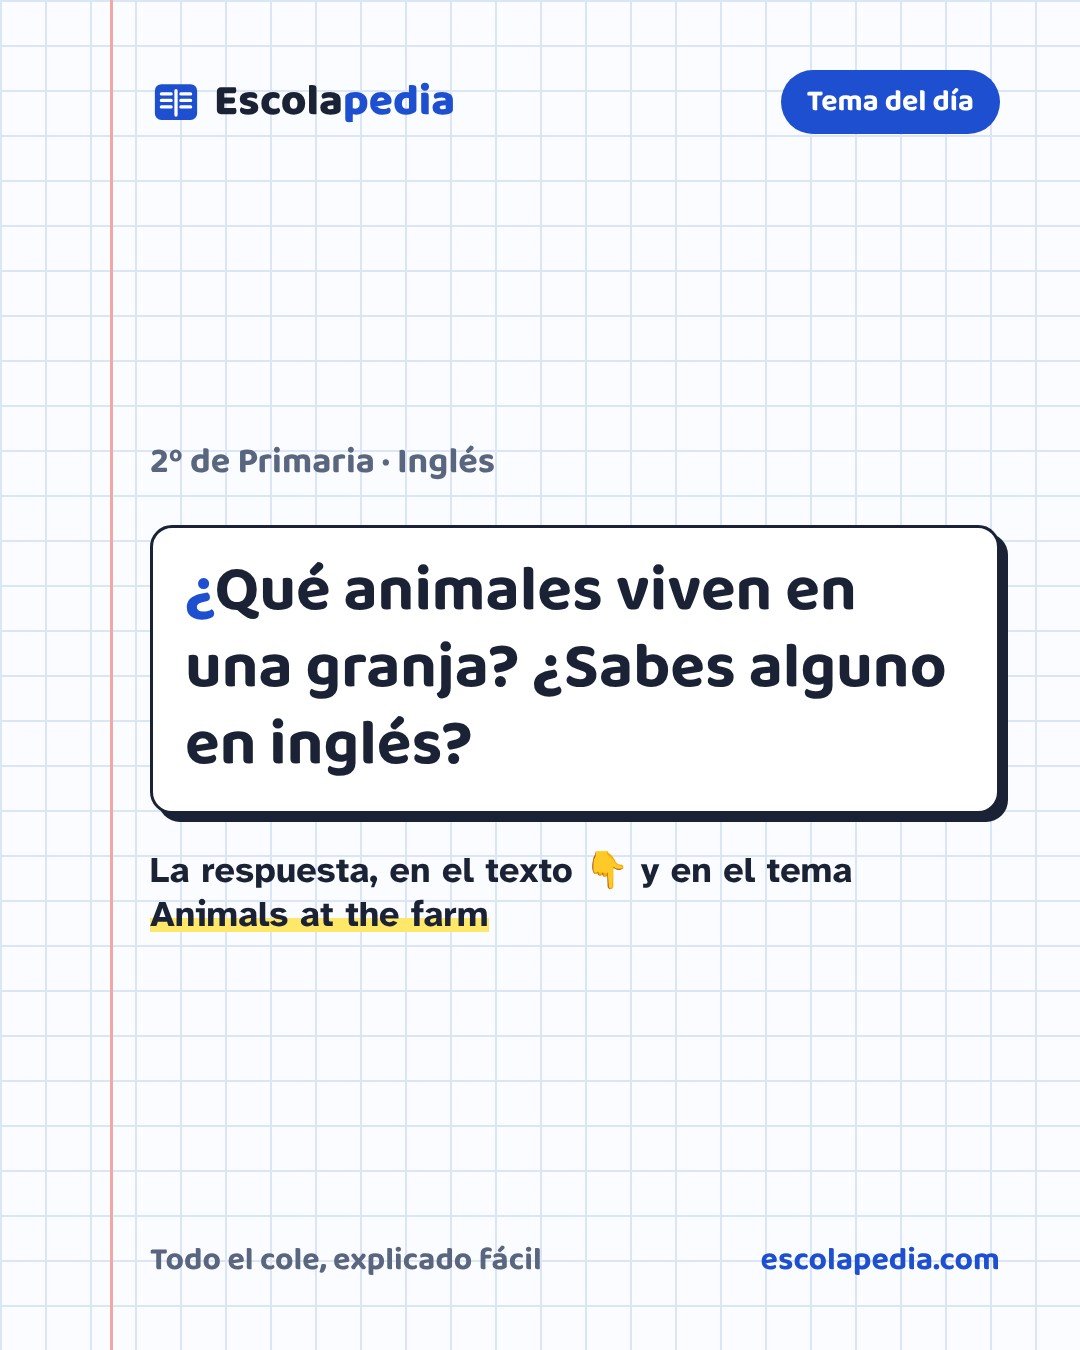 Escolapedia
Tema del día
2º de Primaria · Inglés
¿Qué animales viven en
una granja? ¿Sabes alguno
en inglés?
La respuesta, en el texto 👇 y en el tema
Animals at the farm
Todo el cole, explicado fácil
escolapedia.com